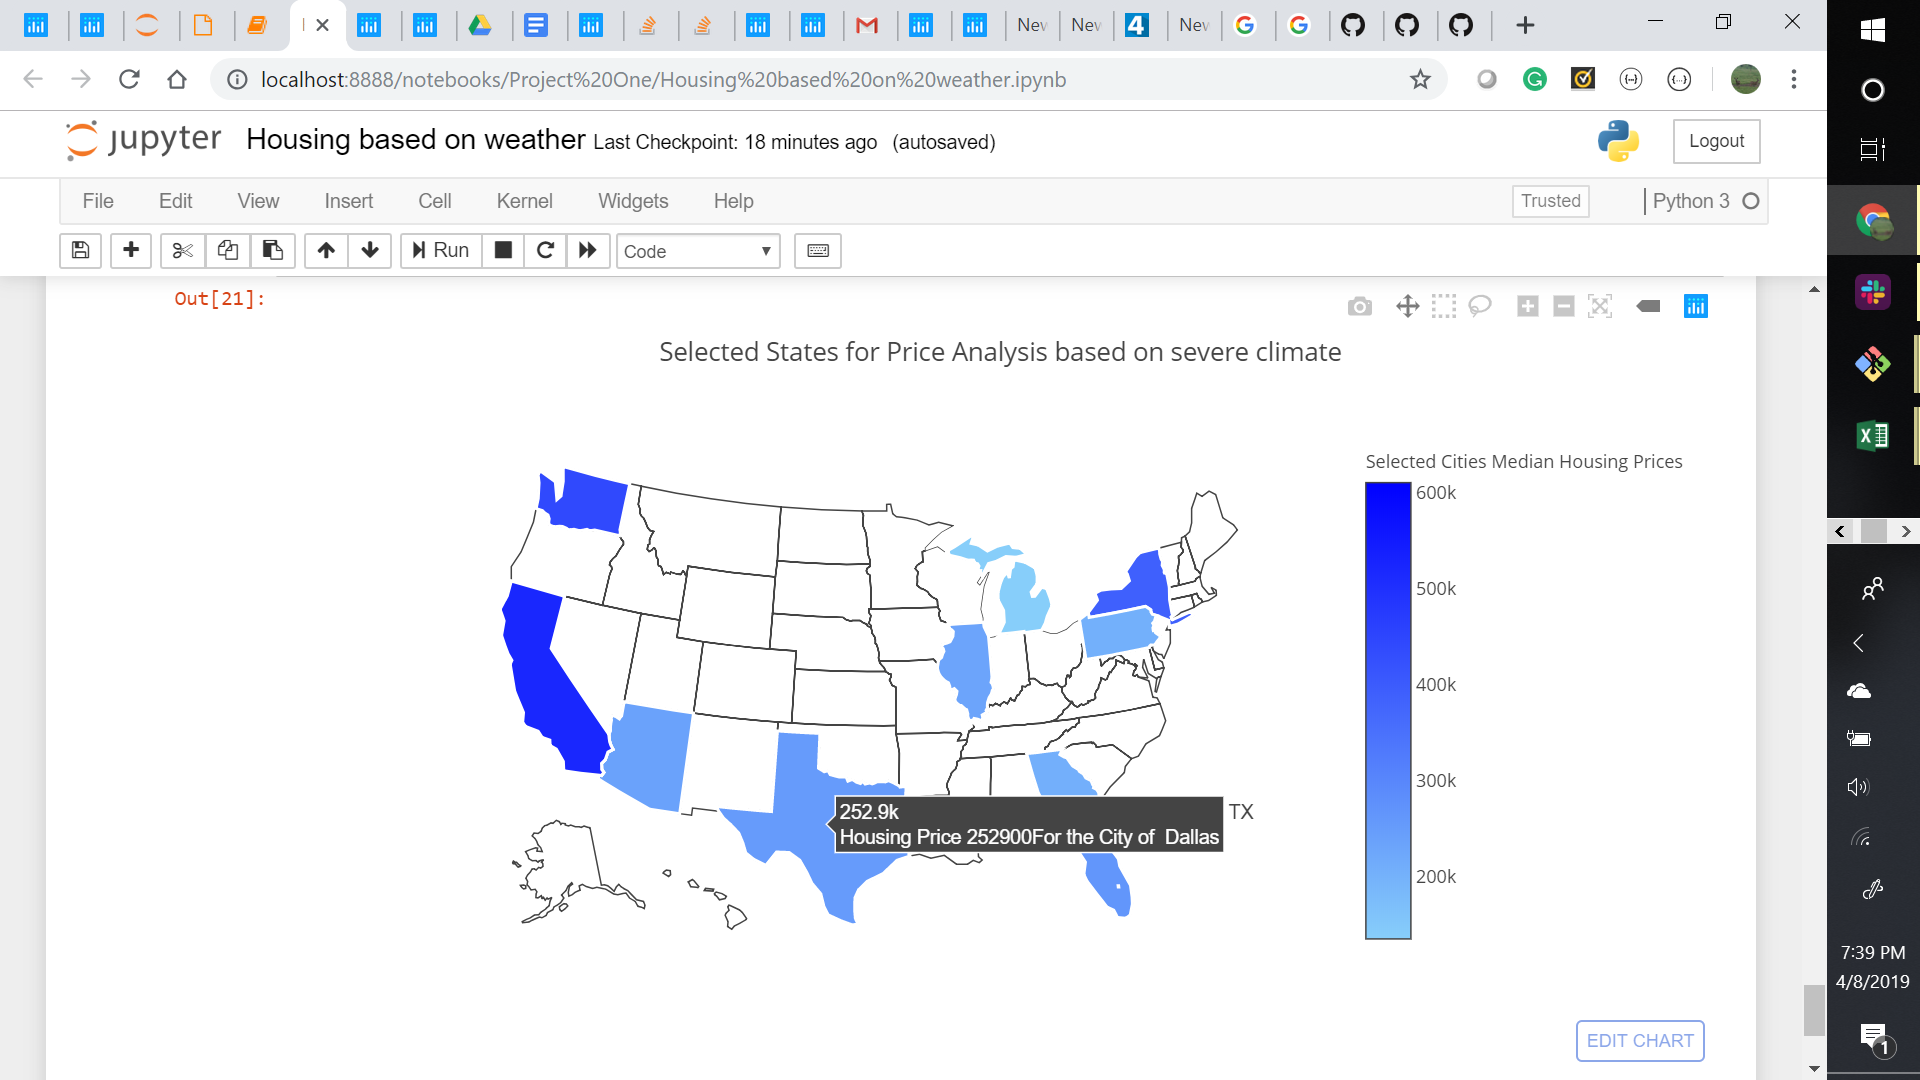 Nev
Nev
4
Nev
localhost:8888/notebooks/Project%20One/Housing%20based%20on%20weather.ipynb
jupyter Housing based on weather Last Checkpoint: 18 minutes ago (autosaved)
Logout
File Edit View Insert Cell Kernel Widgets Help
Trusted
Python 3
Run
Code
Out[21]:
Selected States for Price Analysis based on severe climate
Selected Cities Median Housing Prices
600k
500k
400k
300k
200k
252.9k
Housing Price 252900For the City of  Dallas
TX
EDIT CHART
7:39 PM
4/8/2019
1